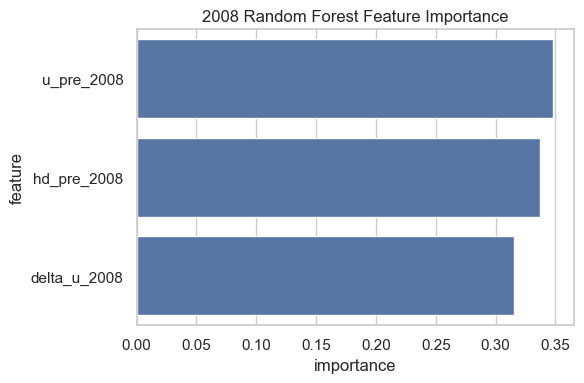 2008 Random Forest Feature Importance
feature
u_pre_2008
hd_pre_2008
delta_u_2008
0.00 0.05 0.10 0.15 0.20 0.25 0.30 0.35
importance